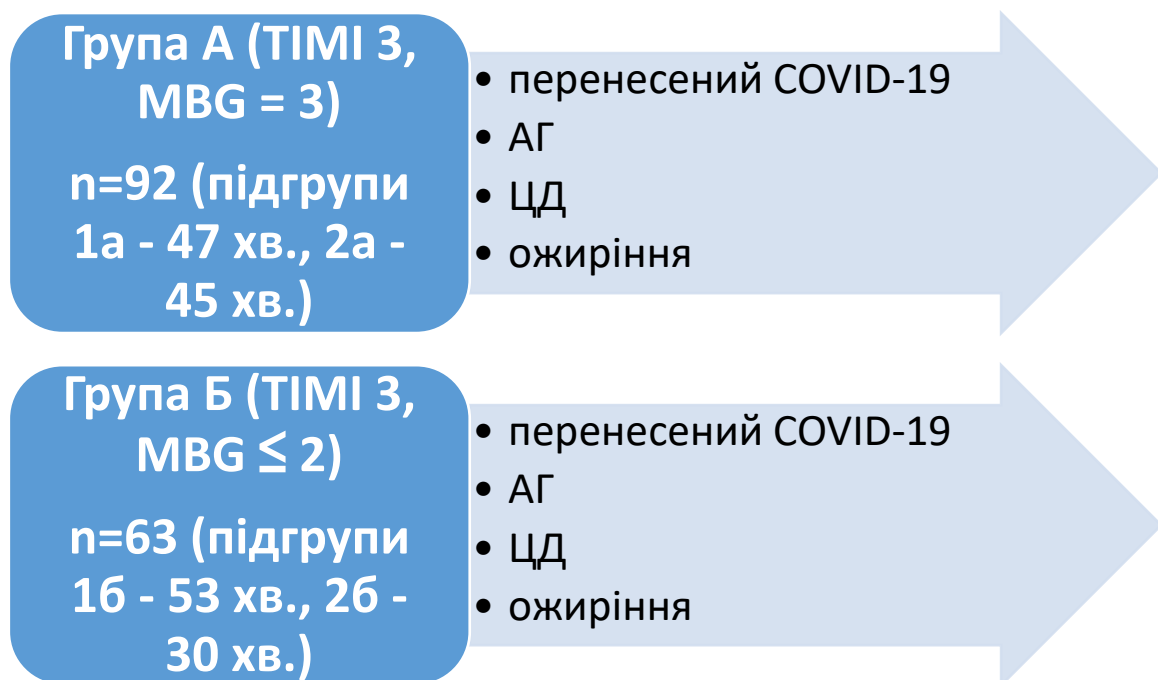 Група А (TIMI 3,
MBG = 3)
n=92 (підгрупи
1а - 47 хв., 2а -
45 хв.)
• перенесений COVID-19
• АГ
• ЦД
• ожиріння
Група Б (TIMI 3,
MBG ≤ 2)
n=63 (підгрупи
1б - 53 хв., 2б -
30 хв.)
• перенесений COVID-19
• АГ
• ЦД
• ожиріння